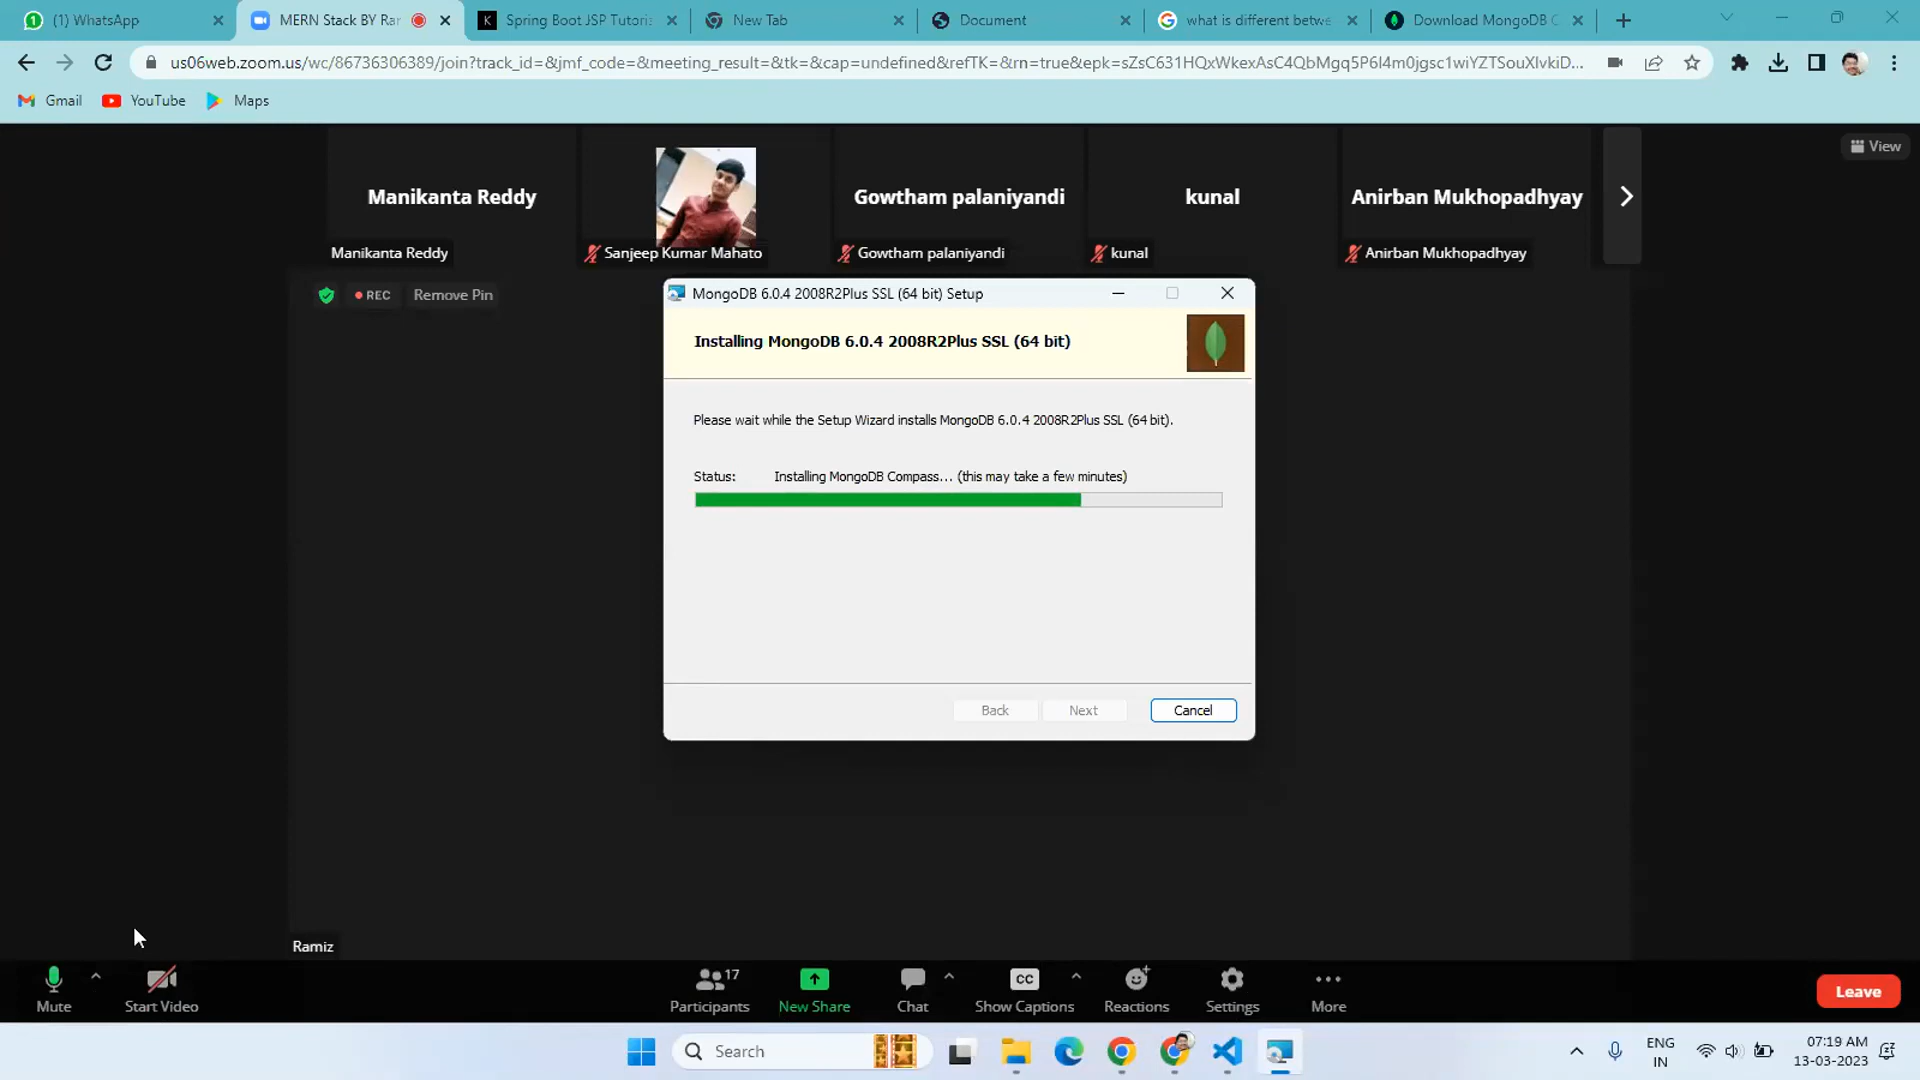 (1) WhatsApp
MERN Stack BY Rar
Spring Boot JSP Tutoria
New Tab
Document
what is different betwe
Download MongoDB C
us06web.zoom.us/wc/86736306389/join?track_id=&jmf_code=&meeting_result=&tk=&cap=undefined&refTK=&rn=true&epk=sZsC631HQxWkexAsC4QbMgq5P6I4m0jgsc1wiYZTSouXIvkiD...
Gmail
YouTube
Maps
View
Manikanta Reddy
Gowtham palaniyandi
kunal
Anirban Mukhopadhyay
Manikanta Reddy
Sanjeep Kumar Mahato
Gowtham palaniyandi
kunal
Anirban Mukhopadhyay
REC
Remove Pin
MongoDB 6.0.4 2008R2Plus SSL (64 bit) Setup
Installing MongoDB 6.0.4 2008R2Plus SSL (64 bit)
Please wait while the Setup Wizard installs MongoDB 6.0.4 2008R2Plus SSL (64 bit).
Status: Installing MongoDB Compass... (this may take a few minutes)
Back
Next
Cancel
Ramiz
Mute
Start Video
17
Participants
New Share
Chat
CC
Show Captions
Reactions
Settings
More
Leave
Search
ENG
IN
07:19 AM
13-03-2023